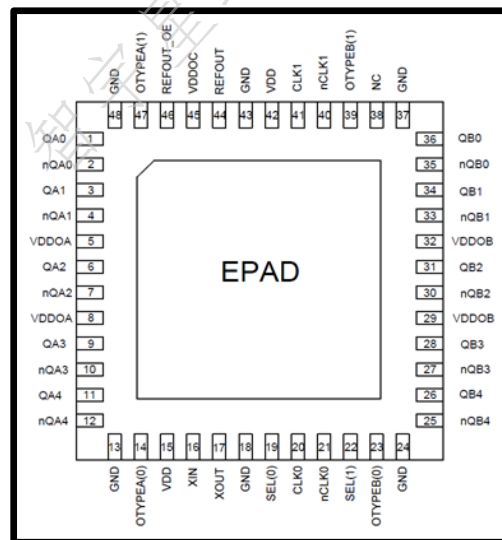 GND
OTYPEA(1)
REFOUT_OE
VDDOC
REFOUT
GND
VDD
CLK1
nCLK1
OTYPEB(1)
NC
GND
48 47 46 45 44 43 42 41 40 39 38 37
QA0 1 36 QB0
nQA0 2 35 nQB0
QA1 3 34 QB1
nQA1 4 33 nQB1
VDDOA 5 32 VDDOB
QA2 6 31 QB2
nQA2 7 30 nQB2
VDDOA 8 29 VDDOB
QA3 9 28 QB3
nQA3 10 27 nQB3
QA4 11 26 QB4
nQA4 12 25 nQB4
EPAD
13 14 15 16 17 18 19 20 21 22 23 24
GND
OTYPEA(0)
VDD
XIN
XOUT
GND
SEL(0)
CLK0
nCLK0
SEL(1)
OTYPEB(0)
GND
智宇星